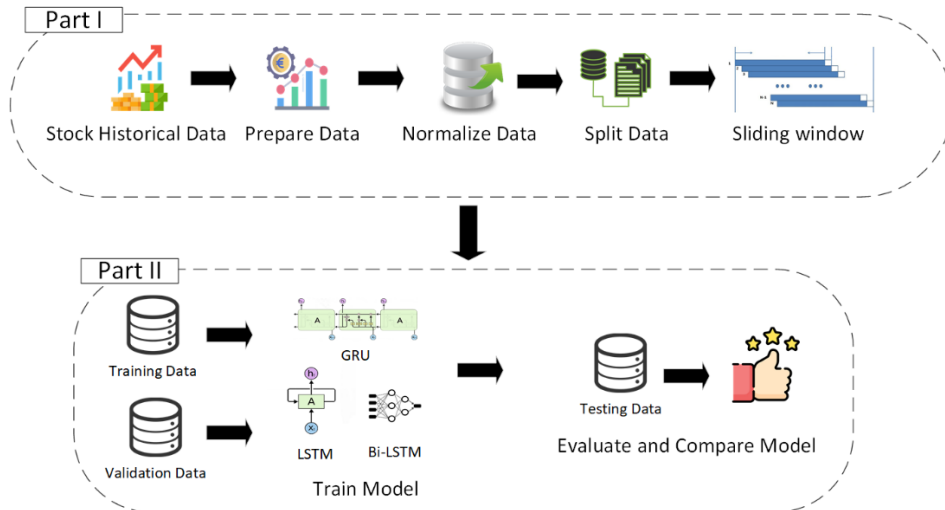 Part I
Stock Historical Data
Prepare Data
Normalize Data
Split Data
Sliding window
Part II
Training Data
Validation Data
A
A
GRU
h
A
X
LSTM
Bi-LSTM
Train Model
Testing Data
Evaluate and Compare Model